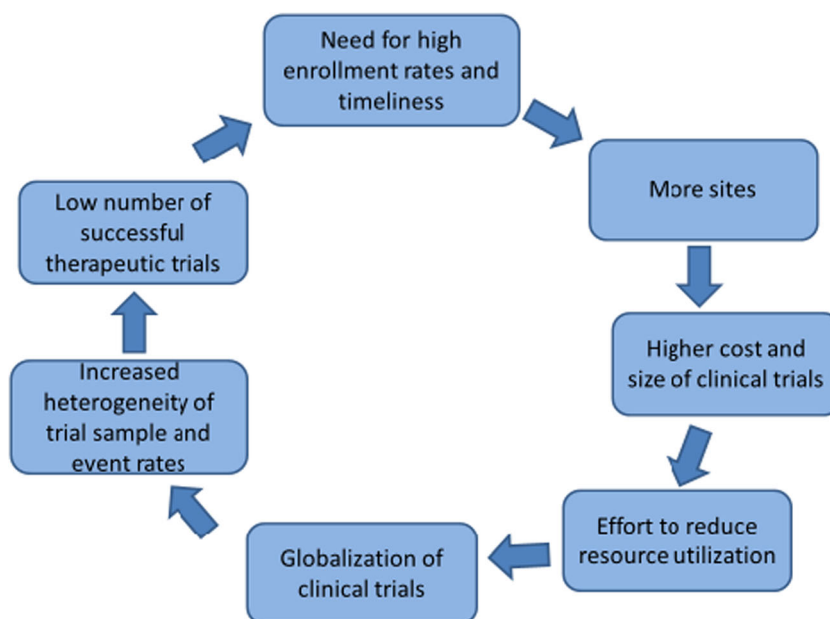 Need for high
enrollment rates and
timeliness
More sites
Higher cost and
size of clinical trials
Effort to reduce
resource utilization
Globalization of
clinical trials
Increased
heterogeneity of
trial sample and
event rates
Low number of
successful
therapeutic trials